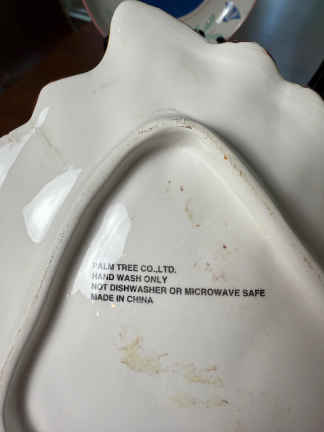 PALM TREE CO.,LTD.
HAND WASH ONLY
NOT DISHWASHER OR MICROWAVE SAFE
MADE IN CHINA